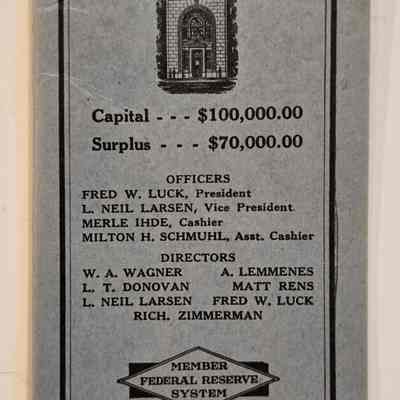 Capital - - - $100,000.00
Surplus - - - $70,000.00
OFFICERS
FRED W. LUCK, President
L. NEIL LARSEN, Vice President
MERLE IHDE, Cashier
MILTON H. SCHMUHL, Asst. Cashier
DIRECTORS
W. A. WAGNER A. LEMMENES
L. T. DONOVAN MATT RENS
L. NEIL LARSEN FRED W. LUCK
RICH. ZIMMERMAN
MEMBER
FEDERAL RESERVE
SYSTEM